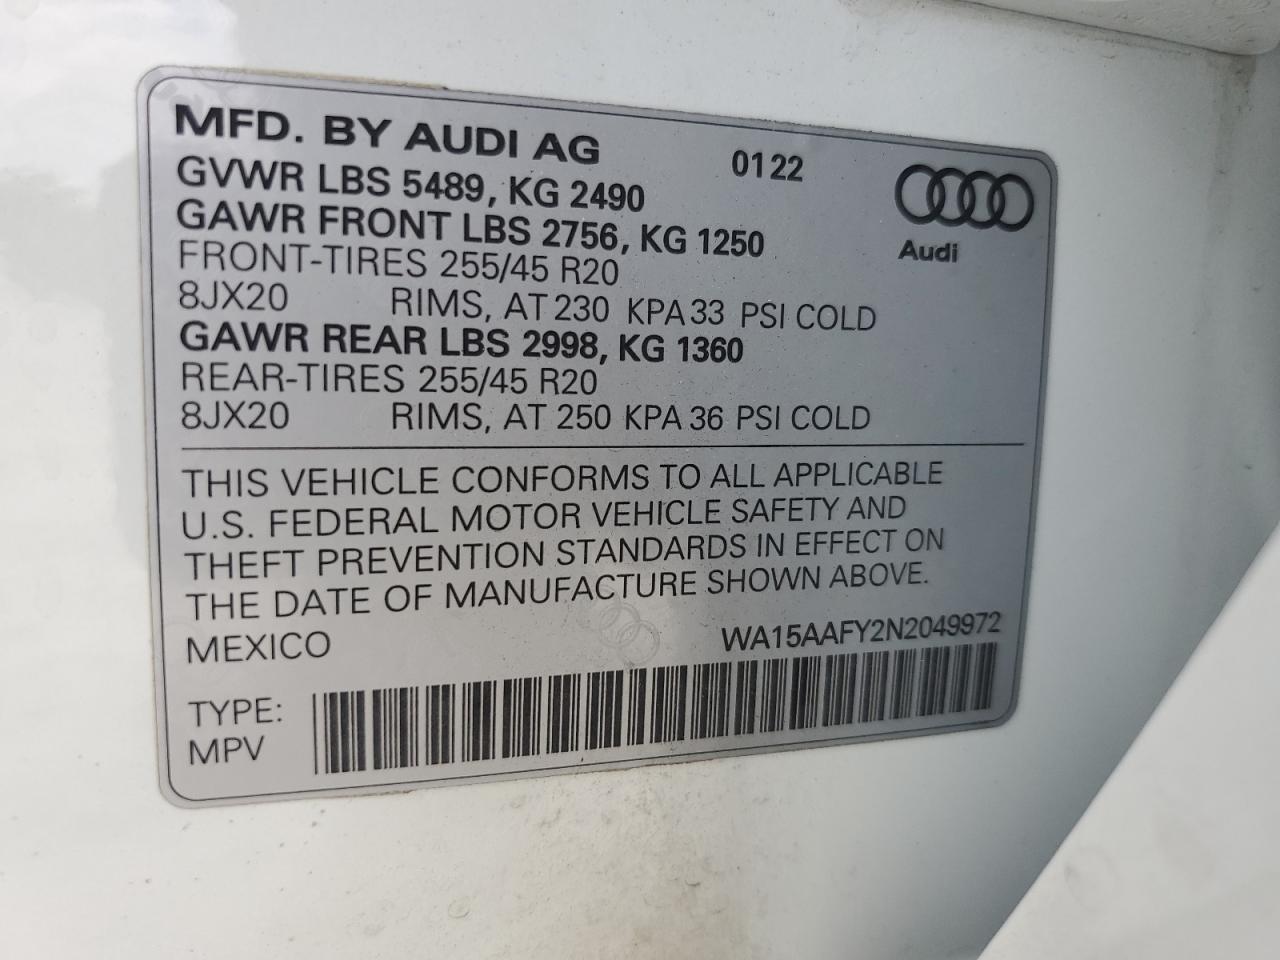 MFD. BY AUDI AG 0122
GVWR LBS 5489, KG 2490
GAWR FRONT LBS 2756, KG 1250
Audi
FRONT-TIRES 255/45 R20
8JX20 RIMS, AT 230 KPA 33 PSI COLD
GAWR REAR LBS 2998, KG 1360
REAR-TIRES 255/45 R20
8JX20 RIMS, AT 250 KPA 36 PSI COLD
THIS VEHICLE CONFORMS TO ALL APPLICABLE
U.S. FEDERAL MOTOR VEHICLE SAFETY AND
THEFT PREVENTION STANDARDS IN EFFECT ON
THE DATE OF MANUFACTURE SHOWN ABOVE.
MEXICO WA15AAFY2N2049972
TYPE:
MPV